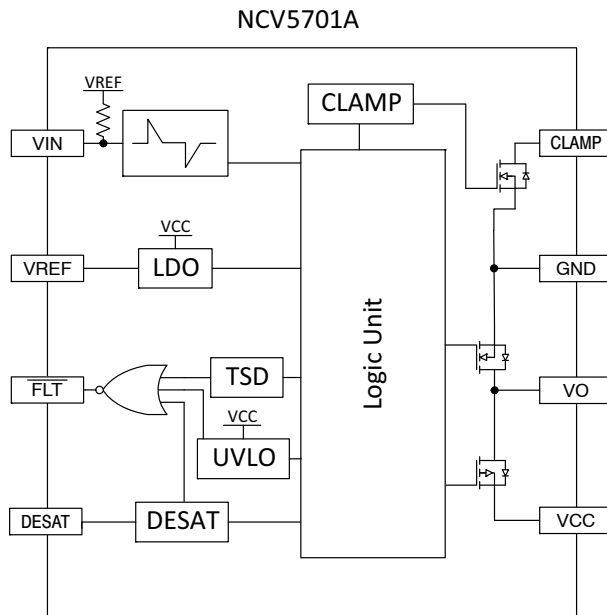 NCV5701A
VREF
VIN
CLAMP
CLAMP
VCC
VREF
LDO
GND
Logic Unit
FLT
TSD
VO
VCC
UVLO
DESAT
DESAT
VCC